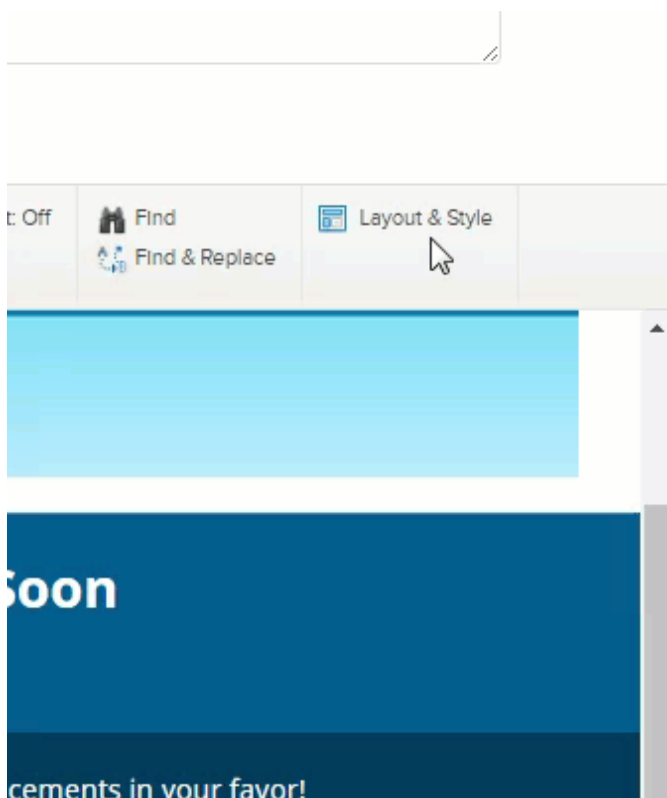 t: Off
Find
Layout & Style
Find & Replace
Soon
cements in your favor!